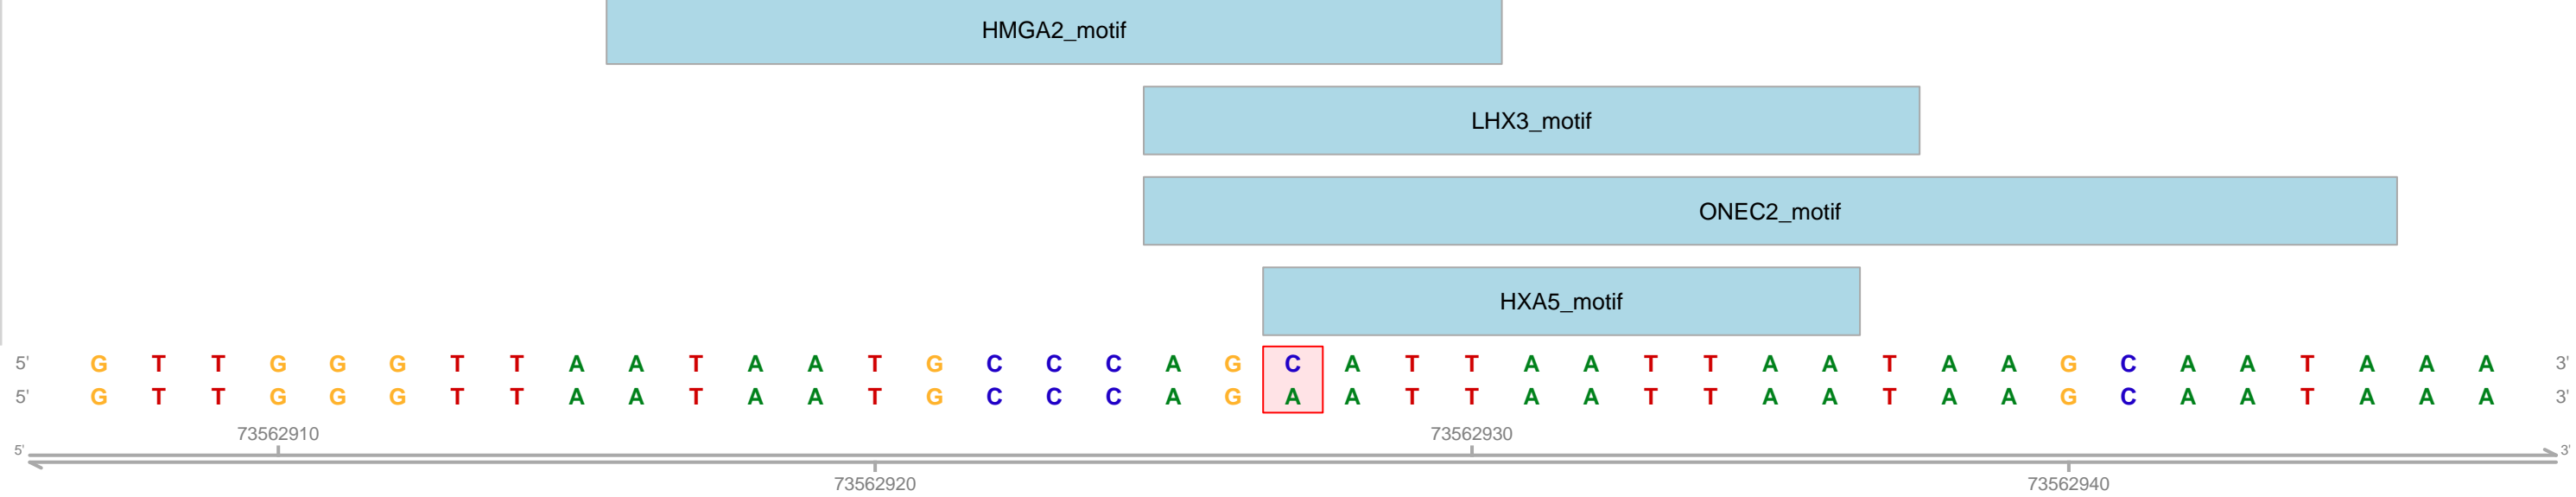 HMGA2_motif
LHX3_motif
ONEC2_motif
HXA5_motif
5' G T T G G G T T A A T A A T G C C C A G C A T T A A T T A A T A A G C A A T A A A 3'
5' G T T G G G T T A A T A A T G C C C A G A A T T A A T T A A T A A G C A A T A A A 3'
73562910 73562930
5' 3'
73562920 73562940